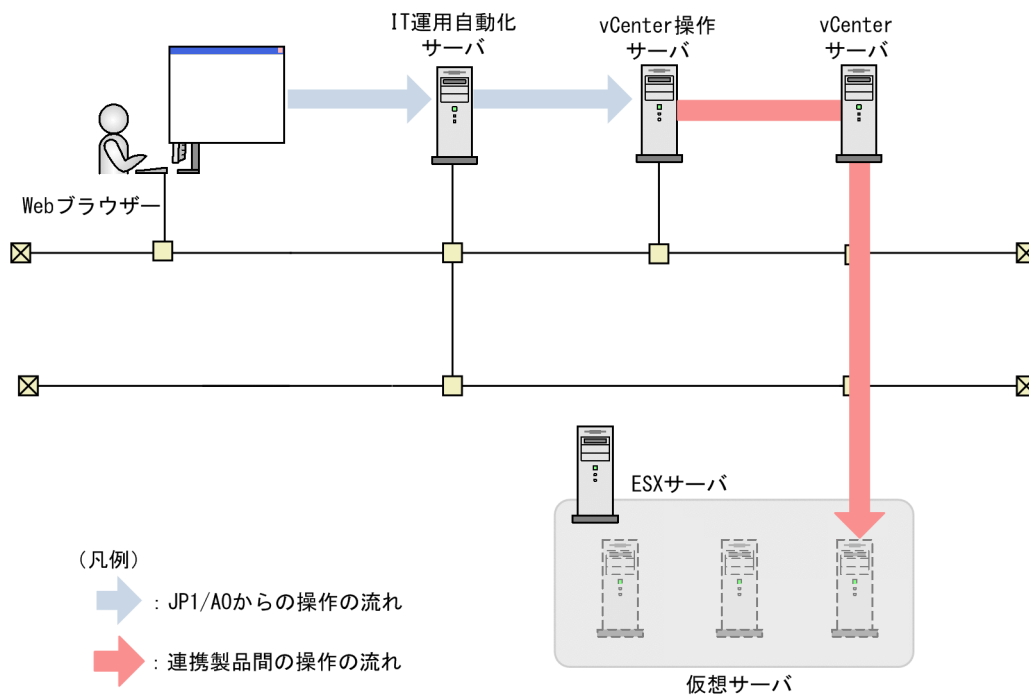 IT運用自動化
サーバ
vCenter操作
サーバ
vCenter
サーバ
Webブラウザー
ESXサーバ
仮想サーバ
(凡例)
：JP1/AOからの操作の流れ
：連携製品間の操作の流れ